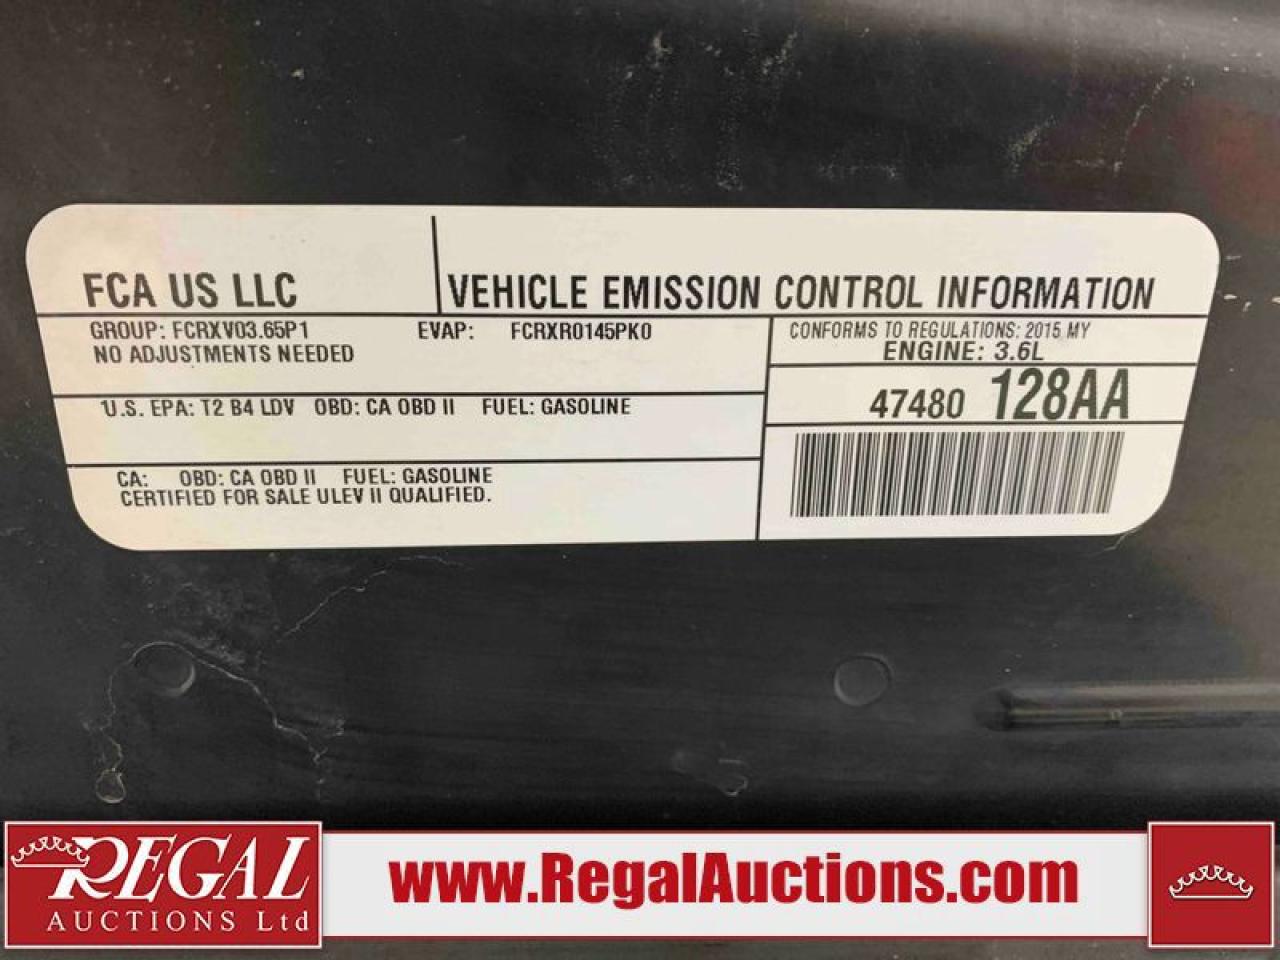 FCA US LLC
VEHICLE EMISSION CONTROL INFORMATION
GROUP: FCRXV03.65P1 EVAP: FCRXR0145PK0
NO ADJUSTMENTS NEEDED
CONFORMS TO REGULATIONS: 2015 MY
ENGINE: 3.6L
U.S. EPA: T2 B4 LDV OBD: CA OBD II FUEL: GASOLINE
47480 128AA
CA: OBD: CA OBD II FUEL: GASOLINE
CERTIFIED FOR SALE ULEV II QUALIFIED.
REGAL
AUCTIONS Ltd
www.RegalAuctions.com